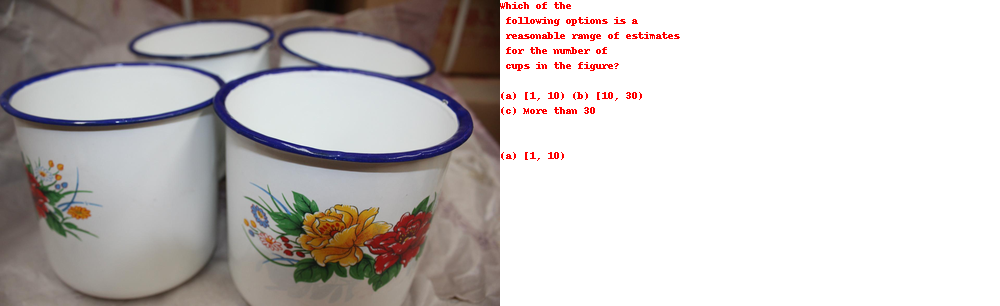 Which of the
following options is a
reasonable range of estimates
for the number of
cups in the figure?
(a) [1, 10) (b) [10, 30)
(c) More than 30
(a) [1, 10)